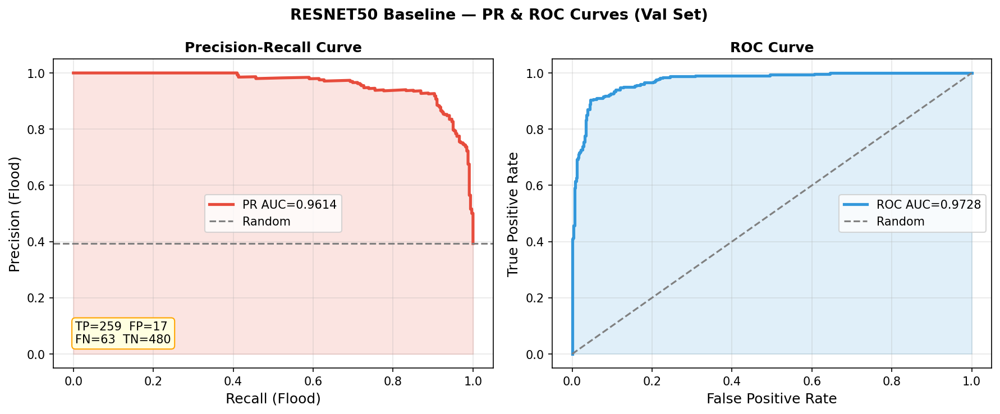 RESNET50 Baseline — PR & ROC Curves (Val Set)
Precision-Recall Curve
Precision (Flood)
1.0
0.8
0.6
0.4
0.2
0.0
PR AUC=0.9614
Random
TP=259  FP=17
FN=63  TN=480
0.0 0.2 0.4 0.6 0.8 1.0
Recall (Flood)
ROC Curve
True Positive Rate
1.0
0.8
0.6
0.4
0.2
0.0
ROC AUC=0.9728
Random
0.0 0.2 0.4 0.6 0.8 1.0
False Positive Rate